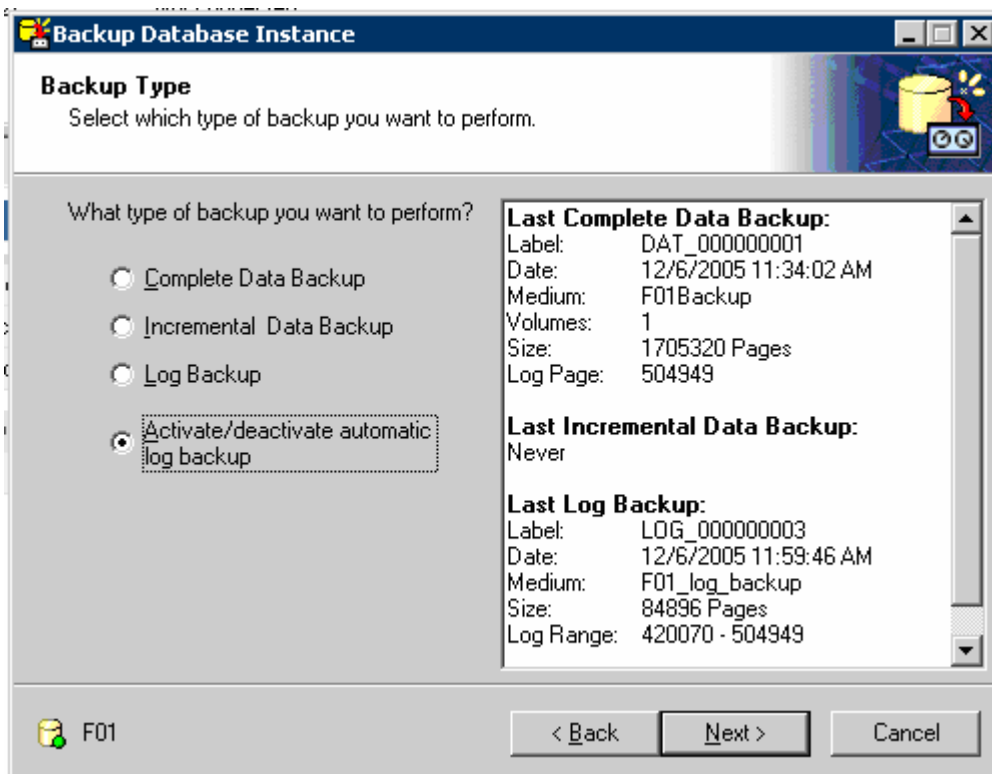 Backup Database Instance
Backup Type
Select which type of backup you want to perform.
What type of backup you want to perform?
Complete Data Backup
Incremental Data Backup
Log Backup
Activate/deactivate automatic
log backup
Last Complete Data Backup:
Label: DAT_000000001
Date: 12/6/2005 11:34:02 AM
Medium: F01Backup
Volumes: 1
Size: 1705320 Pages
Log Page: 504949
Last Incremental Data Backup:
Never
Last Log Backup:
Label: LOG_000000003
Date: 12/6/2005 11:59:46 AM
Medium: F01_log_backup
Size: 84896 Pages
Log Range: 420070 - 504949
F01
< Back
Next >
Cancel